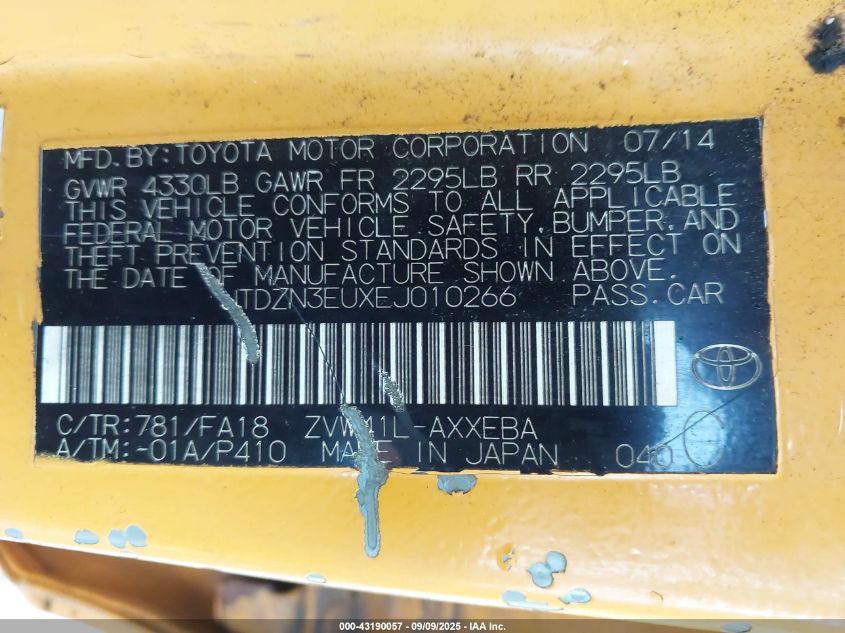 MFD. BY: TOYOTA MOTOR CORPORATION 07/14
GVWR 4330LB GAWR FR 2295LB RR 2295LB
THIS VEHICLE CONFORMS TO ALL APPLICABLE
FEDERAL MOTOR VEHICLE SAFETY, BUMPER, AND
THEFT PREVENTION STANDARDS IN EFFECT ON
THE DATE OF MANUFACTURE SHOWN ABOVE.
JTDZN3EUXEJ010266 PASS. CAR
C/TR: 781/FA18 ZVW41L-AXXEBA
A/TM: -01A/P410 MADE IN JAPAN 040 C
000-43190057 - 09/09/2025 - IAA Inc.